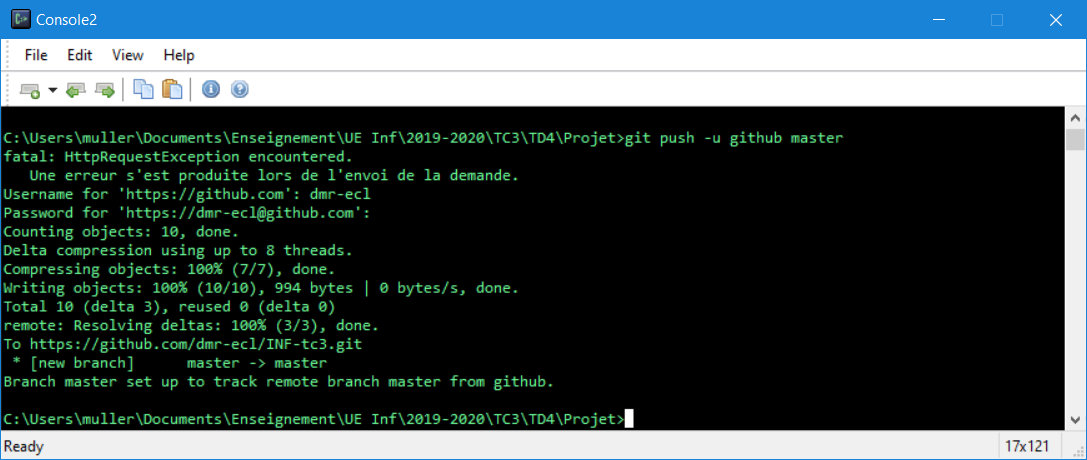 Console2
File Edit View Help
C:\Users\muller\Documents\Enseignement\UE Inf\2019-2020\TC3\TD4\Projet>git push -u github master
fatal: HttpRequestException encountered.
   Une erreur s'est produite lors de l'envoi de la demande.
Username for 'https://github.com': dmr-ecl
Password for 'https://dmr-ecl@github.com':
Counting objects: 10, done.
Delta compression using up to 8 threads.
Compressing objects: 100% (7/7), done.
Writing objects: 100% (10/10), 994 bytes | 0 bytes/s, done.
Total 10 (delta 3), reused 0 (delta 0)
remote: Resolving deltas: 100% (3/3), done.
To https://github.com/dmr-ecl/INF-tc3.git
 * [new branch]      master -> master
Branch master set up to track remote branch master from github.
C:\Users\muller\Documents\Enseignement\UE Inf\2019-2020\TC3\TD4\Projet>
Ready 17x121